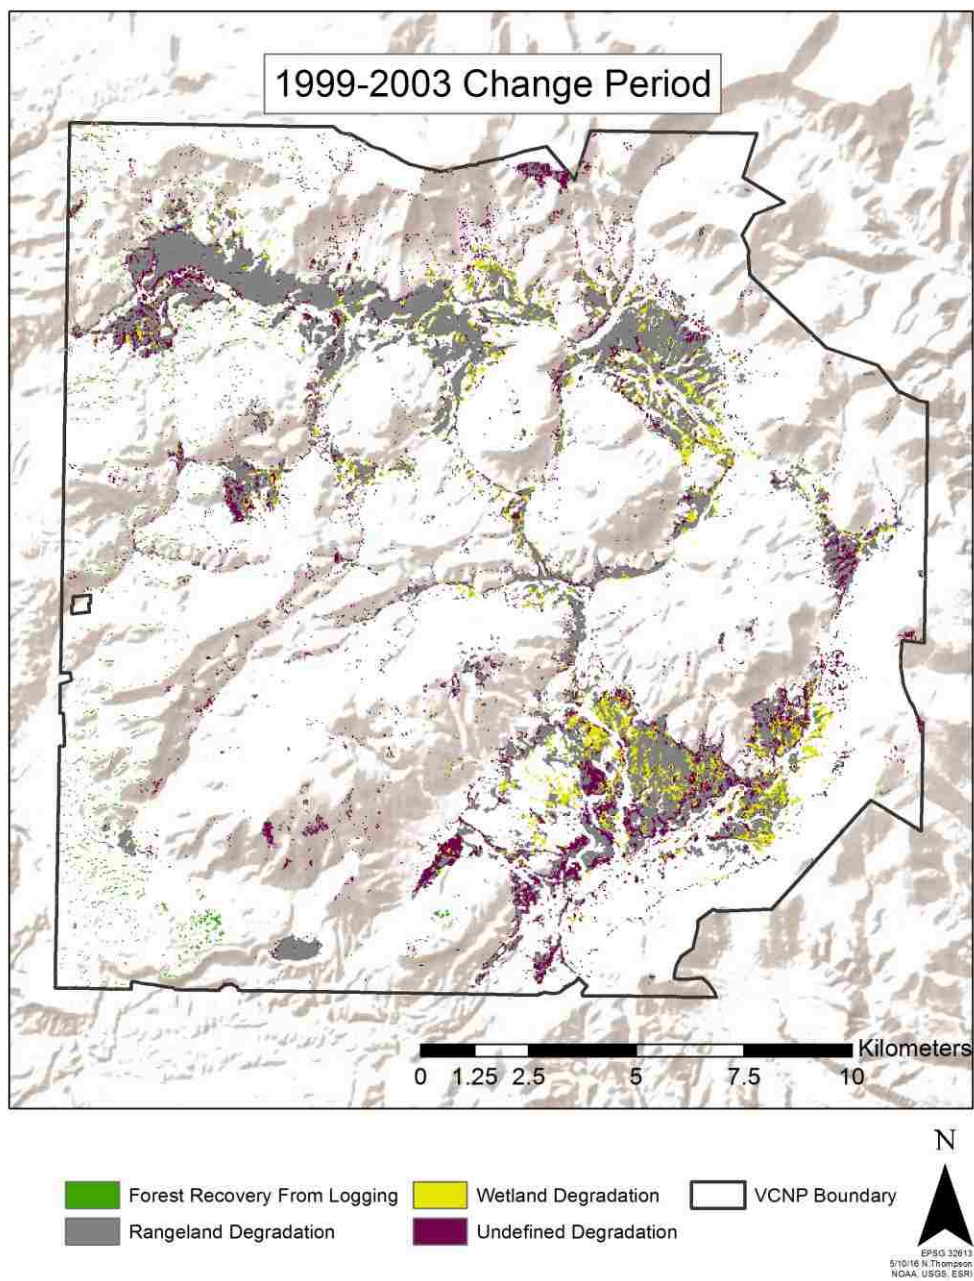 1999-2003 Change Period
Kilometers
0 1.25 2.5 5 7.5 10
N
Forest Recovery From Logging
Wetland Degradation
VCNP Boundary
Rangeland Degradation
Undefined Degradation
EPSG 32613
5/10/16 N.Thompson
NOAA, USGS, ESRI